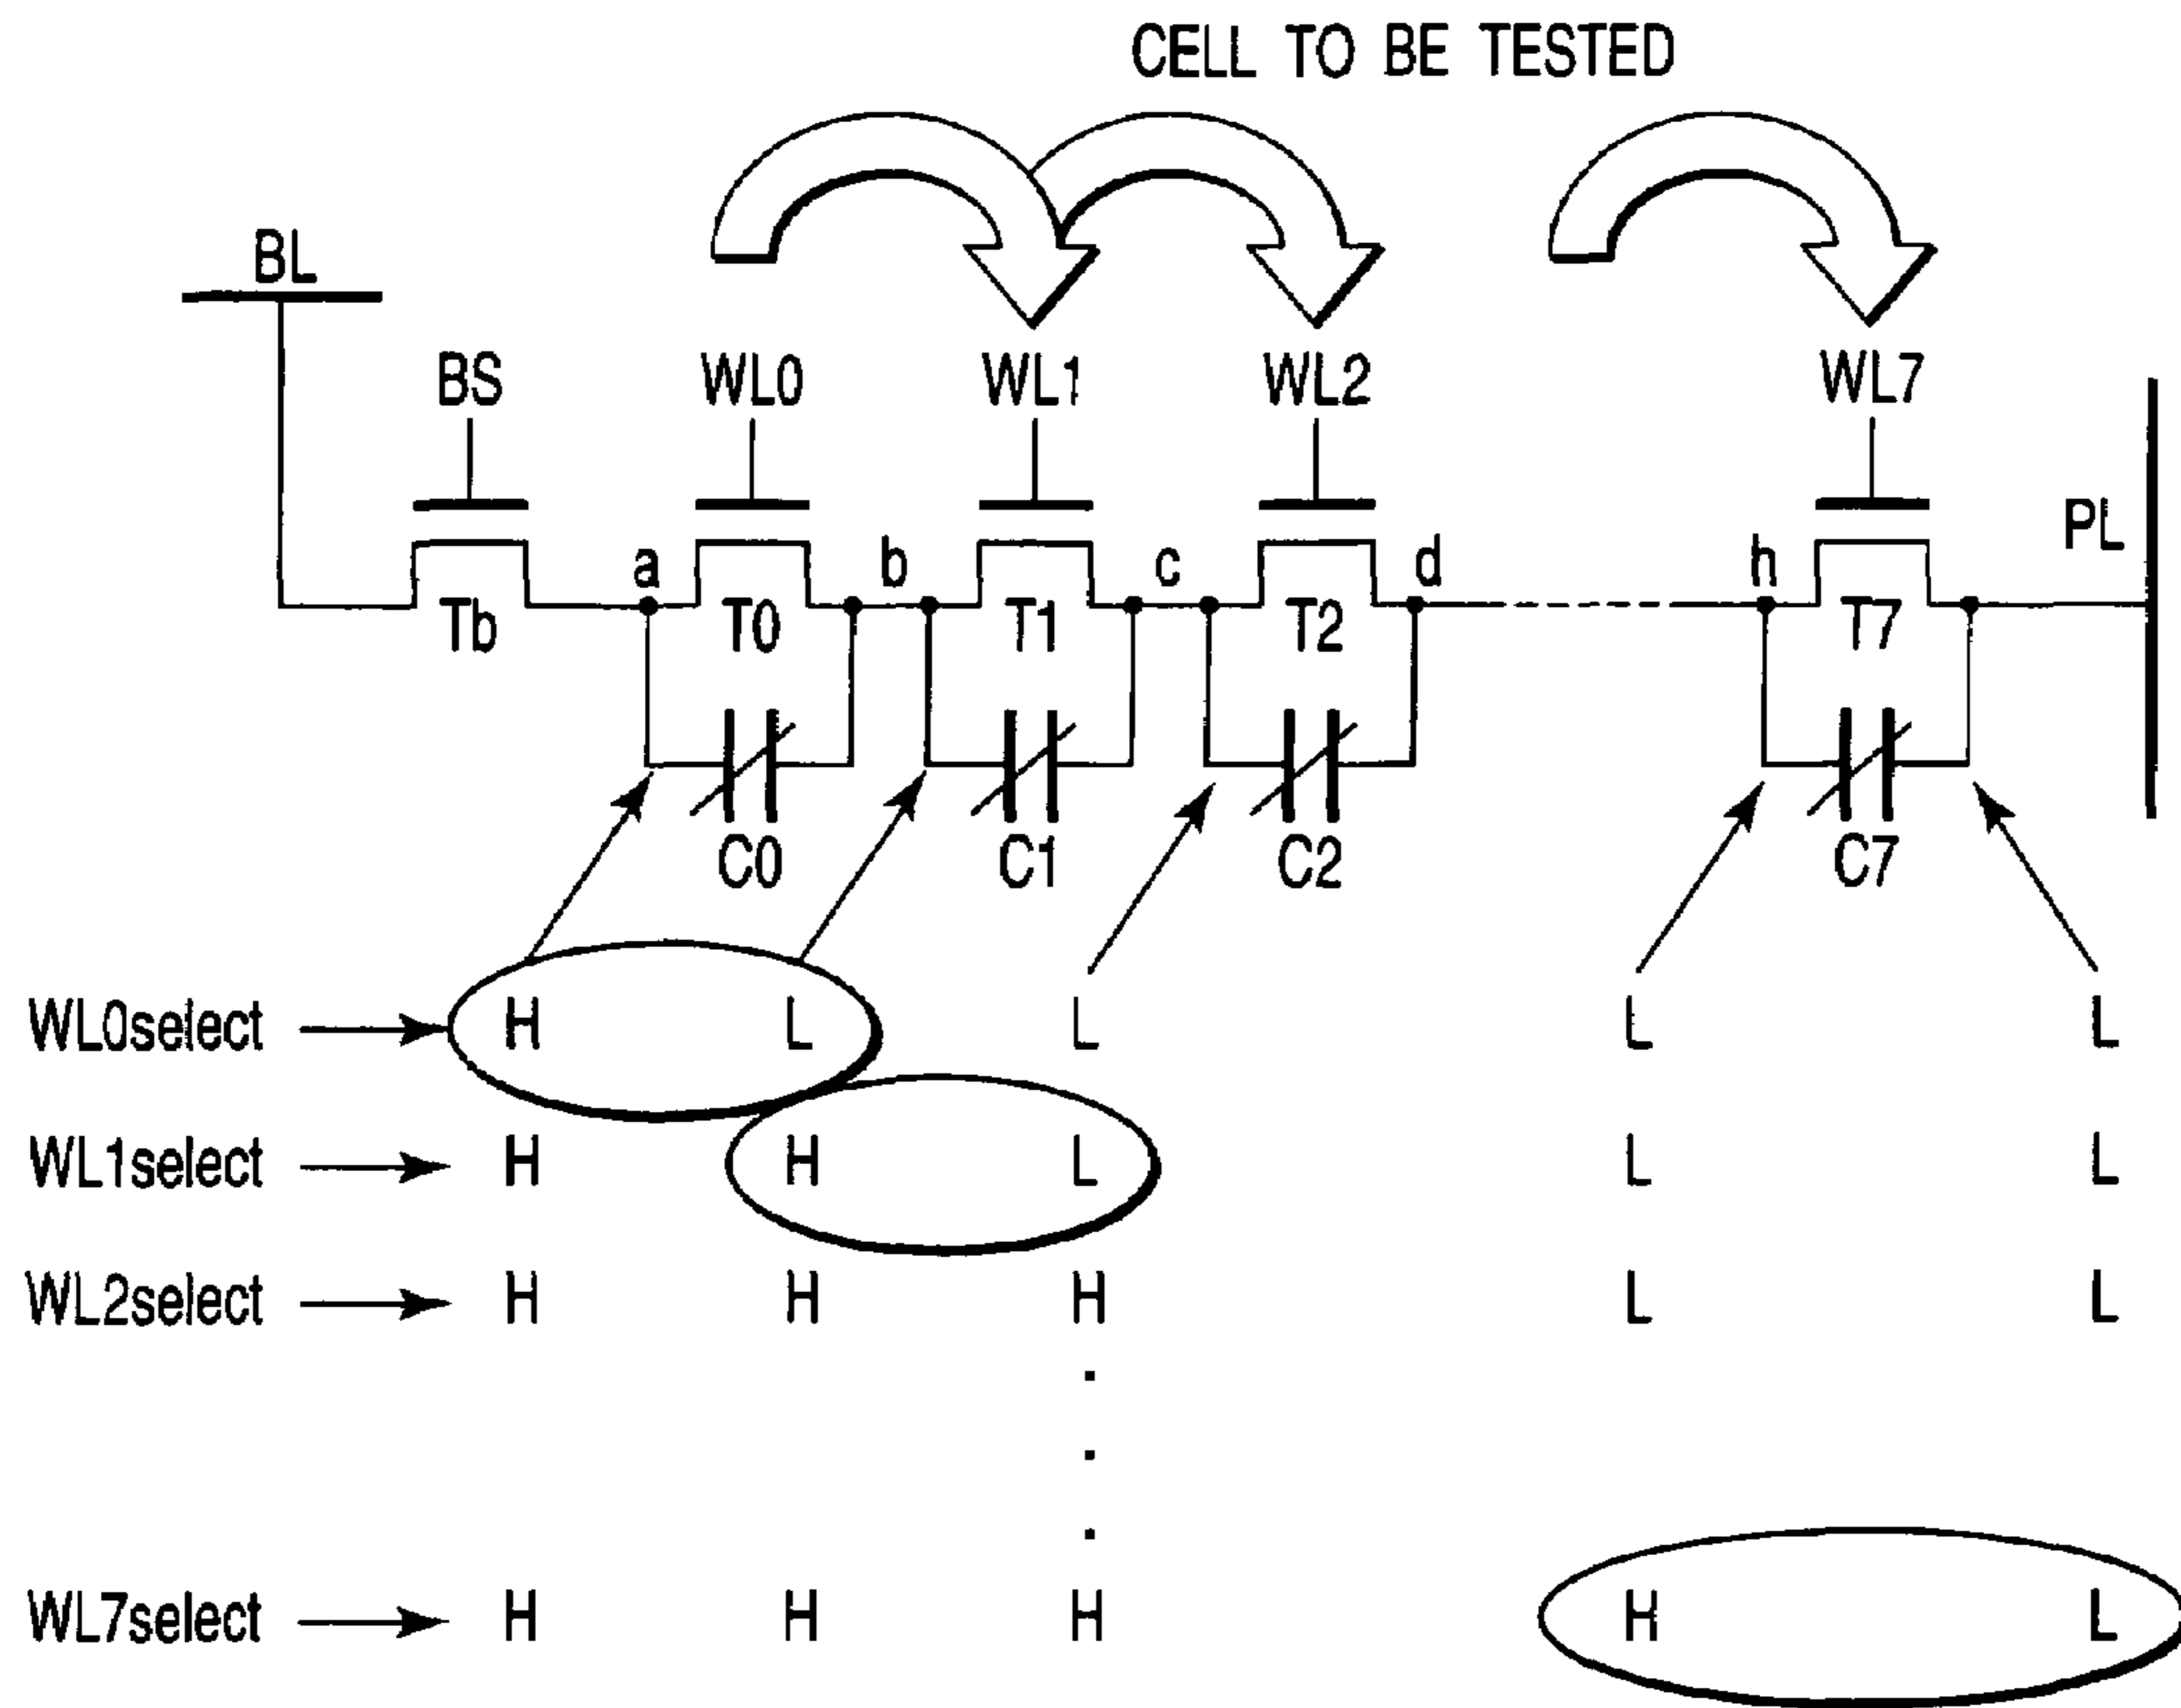 CELL TO BE TESTED
BL
BS WL0 WL1 WL2 WL7
PL
a b c d h
Tb T0 T1 T2 T7
C0 C1 C2 C7
WL0select H L L L L
WL1select H H L L L
WL2select H H H L L
WL7select H H H H L